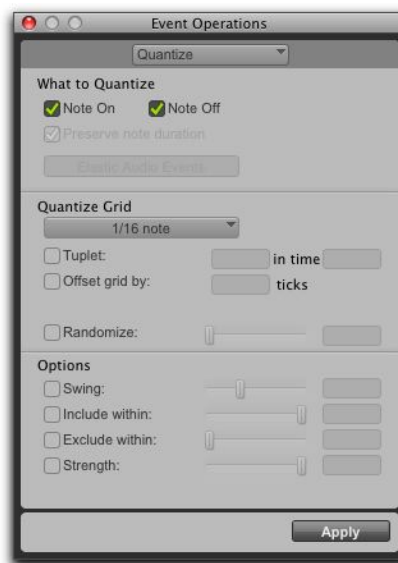 Event Operations
Quantize
What to Quantize
Note On Note Off
Preserve note duration
Elastic Audio Events
Quantize Grid
1/16 note
Tuplet: in time
Offset grid by: ticks
Randomize:
Options
Swing:
Include within:
Exclude within:
Strength:
Apply